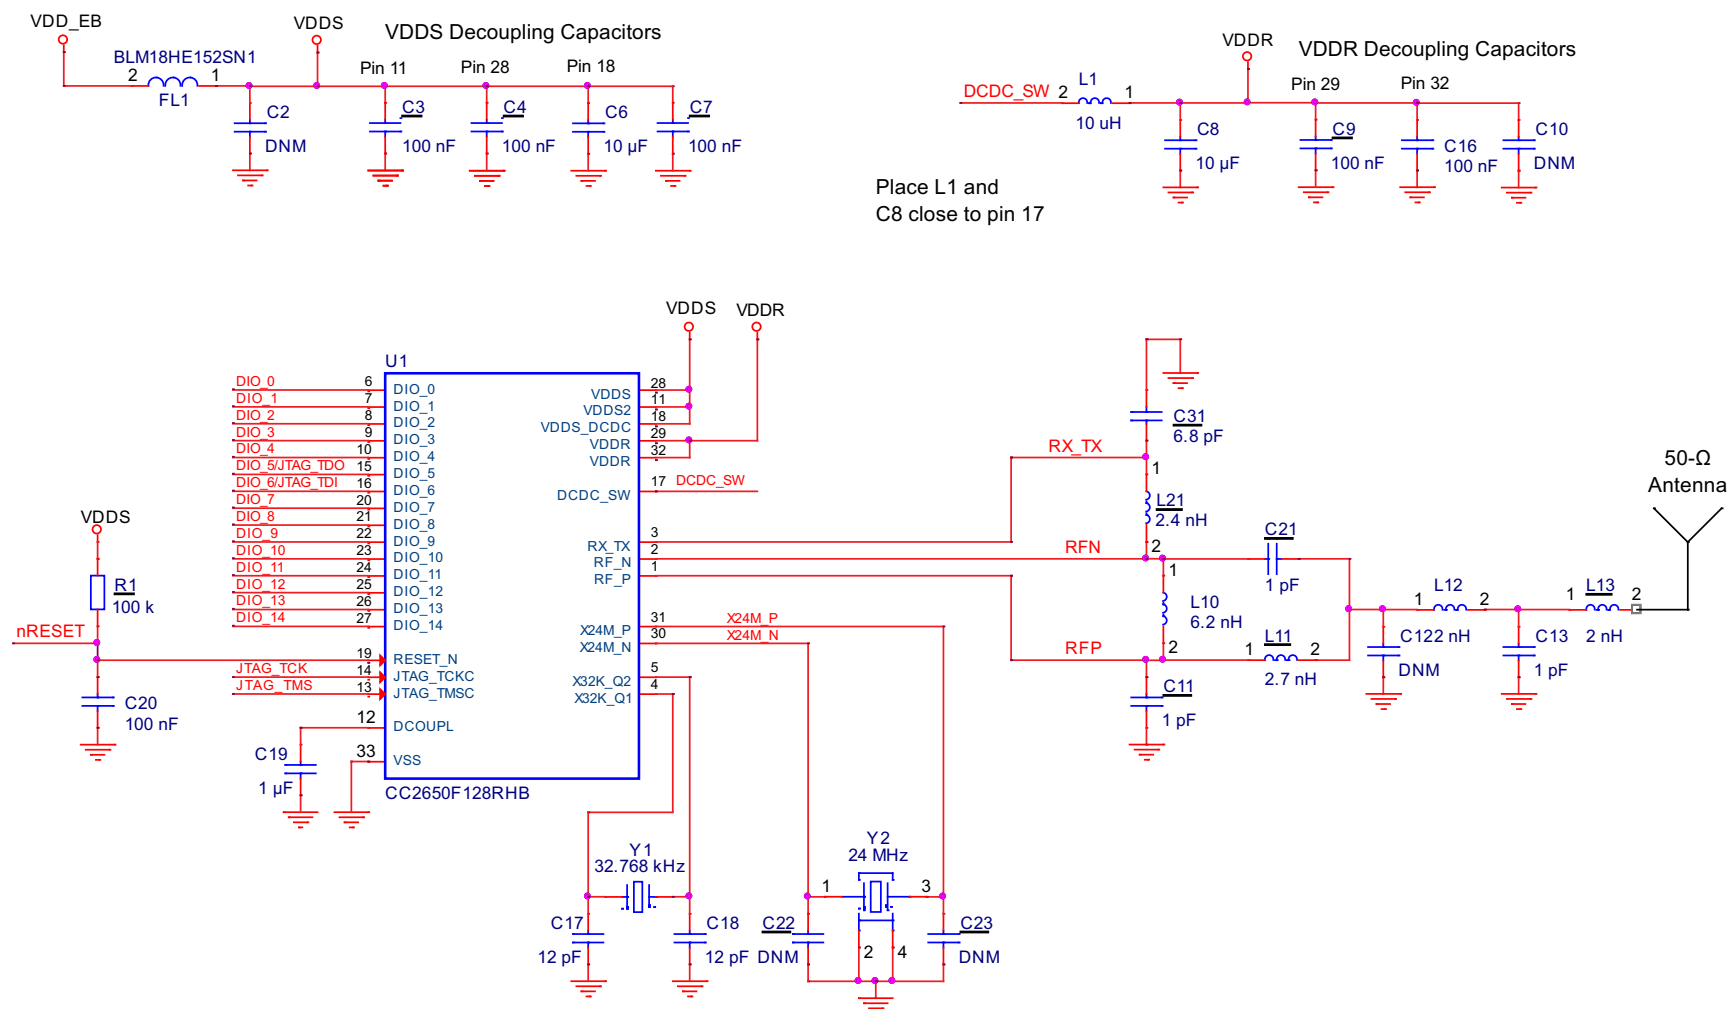 VDD_EB
VDDS
VDDS Decoupling Capacitors
BLM18HE152SN1
2
1
FL1
Pin 11
Pin 28
Pin 18
C2
DNM
C3
100 nF
C4
100 nF
C6
10 µF
C7
100 nF
VDDR
VDDR Decoupling Capacitors
DCDC_SW
2
L1
1
10 uH
Pin 29
Pin 32
C8
10 µF
C9
100 nF
C16
100 nF
C10
DNM
Place L1 and
C8 close to pin 17
VDDS
VDDR
U1
DIO_0 6 DIO_0
DIO_1 7 DIO_1
DIO_2 8 DIO_2
DIO_3 9 DIO_3
DIO_4 10 DIO_4
DIO_5/JTAG_TDO 15 DIO_5
DIO_6/JTAG_TDI 16 DIO_6
DIO_7 20 DIO_7
DIO_8 21 DIO_8
DIO_9 22 DIO_9
DIO_10 23 DIO_10
DIO_11 24 DIO_11
DIO_12 25 DIO_12
DIO_13 26 DIO_13
DIO_14 27 DIO_14
19 RESET_N
JTAG_TCK 14 JTAG_TCKC
JTAG_TMS 13 JTAG_TMSC
12 DCOUPL
33 VSS
VDDS 28
VDDS2 11
VDDS_DCDC 18
VDDR 29
VDDR 32
DCDC_SW 17 DCDC_SW
RX_TX 3
RF_N 2
RF_P 1
X24M_P 31 X24M_P
X24M_N 30 X24M_N
X32K_Q2 5
X32K_Q1 4
CC2650F128RHB
VDDS
R1
100 k
nRESET
C20
100 nF
C19
1 µF
Y1
32.768 kHz
C17
12 pF
C18
12 pF
Y2
24 MHz
1
3
C22
DNM
2
4
C23
DNM
C31
6.8 pF
RX_TX
1
L21
2.4 nH
RFN
2
C21
1 pF
1
L10
6.2 nH
2
RFP
L11
1
2
2.7 nH
C11
1 pF
L12
1
2
C122 nH
DNM
C13
1 pF
L13
1
2
2 nH
50-Ω
Antenna